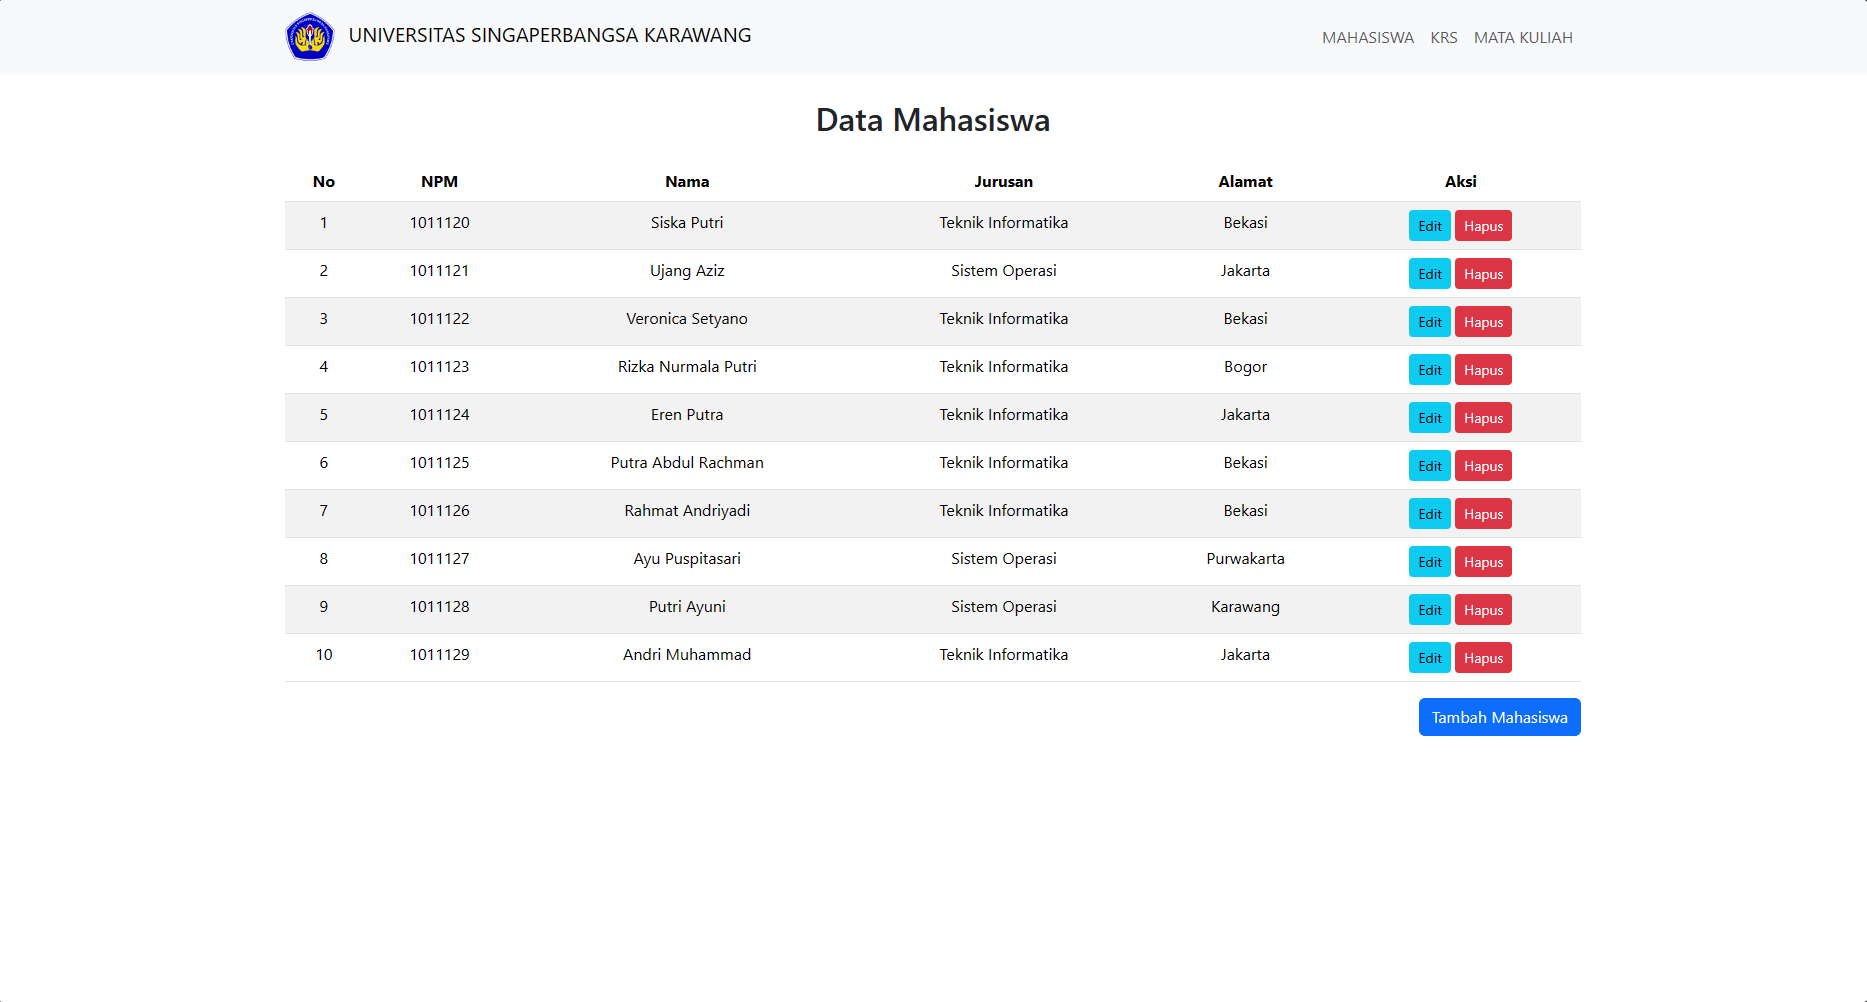 UNIVERSITAS SINGAPERBANGSA KARAWANG MAHASISWA KRS MATA KULIAH
Data Mahasiswa
No NPM Nama Jurusan Alamat Aksi
1 1011120 Siska Putri Teknik Informatika Bekasi Edit Hapus
2 1011121 Ujang Aziz Sistem Operasi Jakarta Edit Hapus
3 1011122 Veronica Setyano Teknik Informatika Bekasi Edit Hapus
4 1011123 Rizka Nurmala Putri Teknik Informatika Bogor Edit Hapus
5 1011124 Eren Putra Teknik Informatika Jakarta Edit Hapus
6 1011125 Putra Abdul Rachman Teknik Informatika Bekasi Edit Hapus
7 1011126 Rahmat Andriyadi Teknik Informatika Bekasi Edit Hapus
8 1011127 Ayu Puspitasari Sistem Operasi Purwakarta Edit Hapus
9 1011128 Putri Ayuni Sistem Operasi Karawang Edit Hapus
10 1011129 Andri Muhammad Teknik Informatika Jakarta Edit Hapus
Tambah Mahasiswa